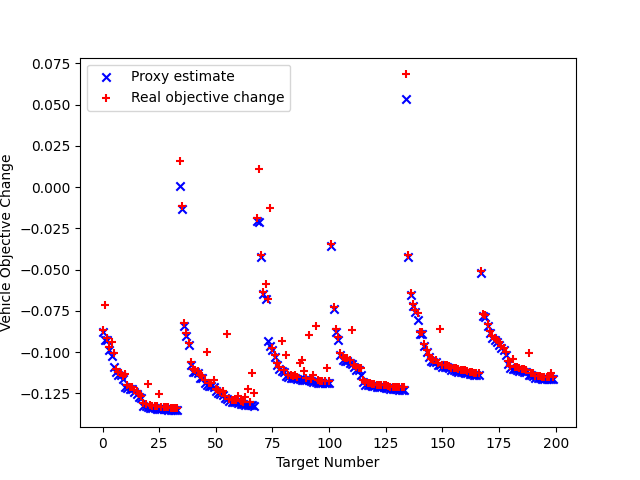 0.075
0.050
0.025
0.000
−0.025
−0.050
−0.075
−0.100
−0.125
Vehicle Objective Change
Proxy estimate
Real objective change
0 25 50 75 100 125 150 175 200
Target Number